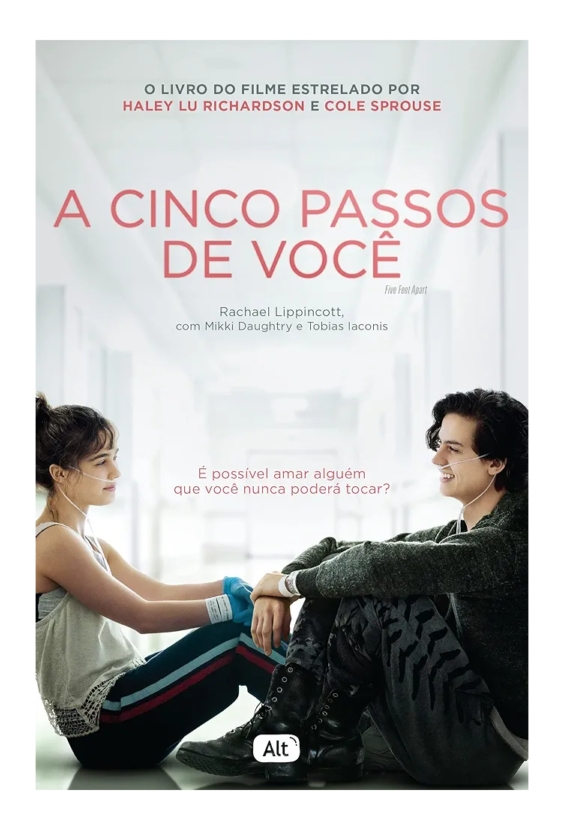 O LIVRO DO FILME ESTRELADO POR
HALEY LU RICHARDSON E COLE SPROUSE
A CINCO PASSOS
DE VOCÊ
Five Feet Apart
Rachael Lippincott,
com Mikki Daughtry e Tobias Iaconis
É possível amar alguém
que você nunca poderá tocar?
Alt